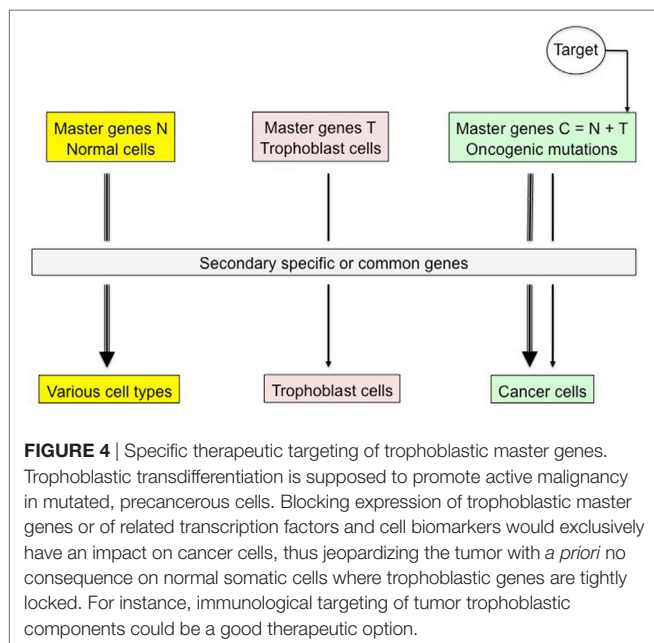 Target
Master genes N
Normal cells
Master genes T
Trophoblast cells
Master genes C = N + T
Oncogenic mutations
Secondary specific or common genes
Various cell types
Trophoblast cells
Cancer cells
FIGURE 4 | Specific therapeutic targeting of trophoblastic master genes.
Trophoblastic transdifferentiation is supposed to promote active malignancy
in mutated, precancerous cells. Blocking expression of trophoblastic master
genes or of related transcription factors and cell biomarkers would exclusively
have an impact on cancer cells, thus jeopardizing the tumor with a priori no
consequence on normal somatic cells where trophoblastic genes are tightly
locked. For instance, immunological targeting of tumor trophoblastic
components could be a good therapeutic option.